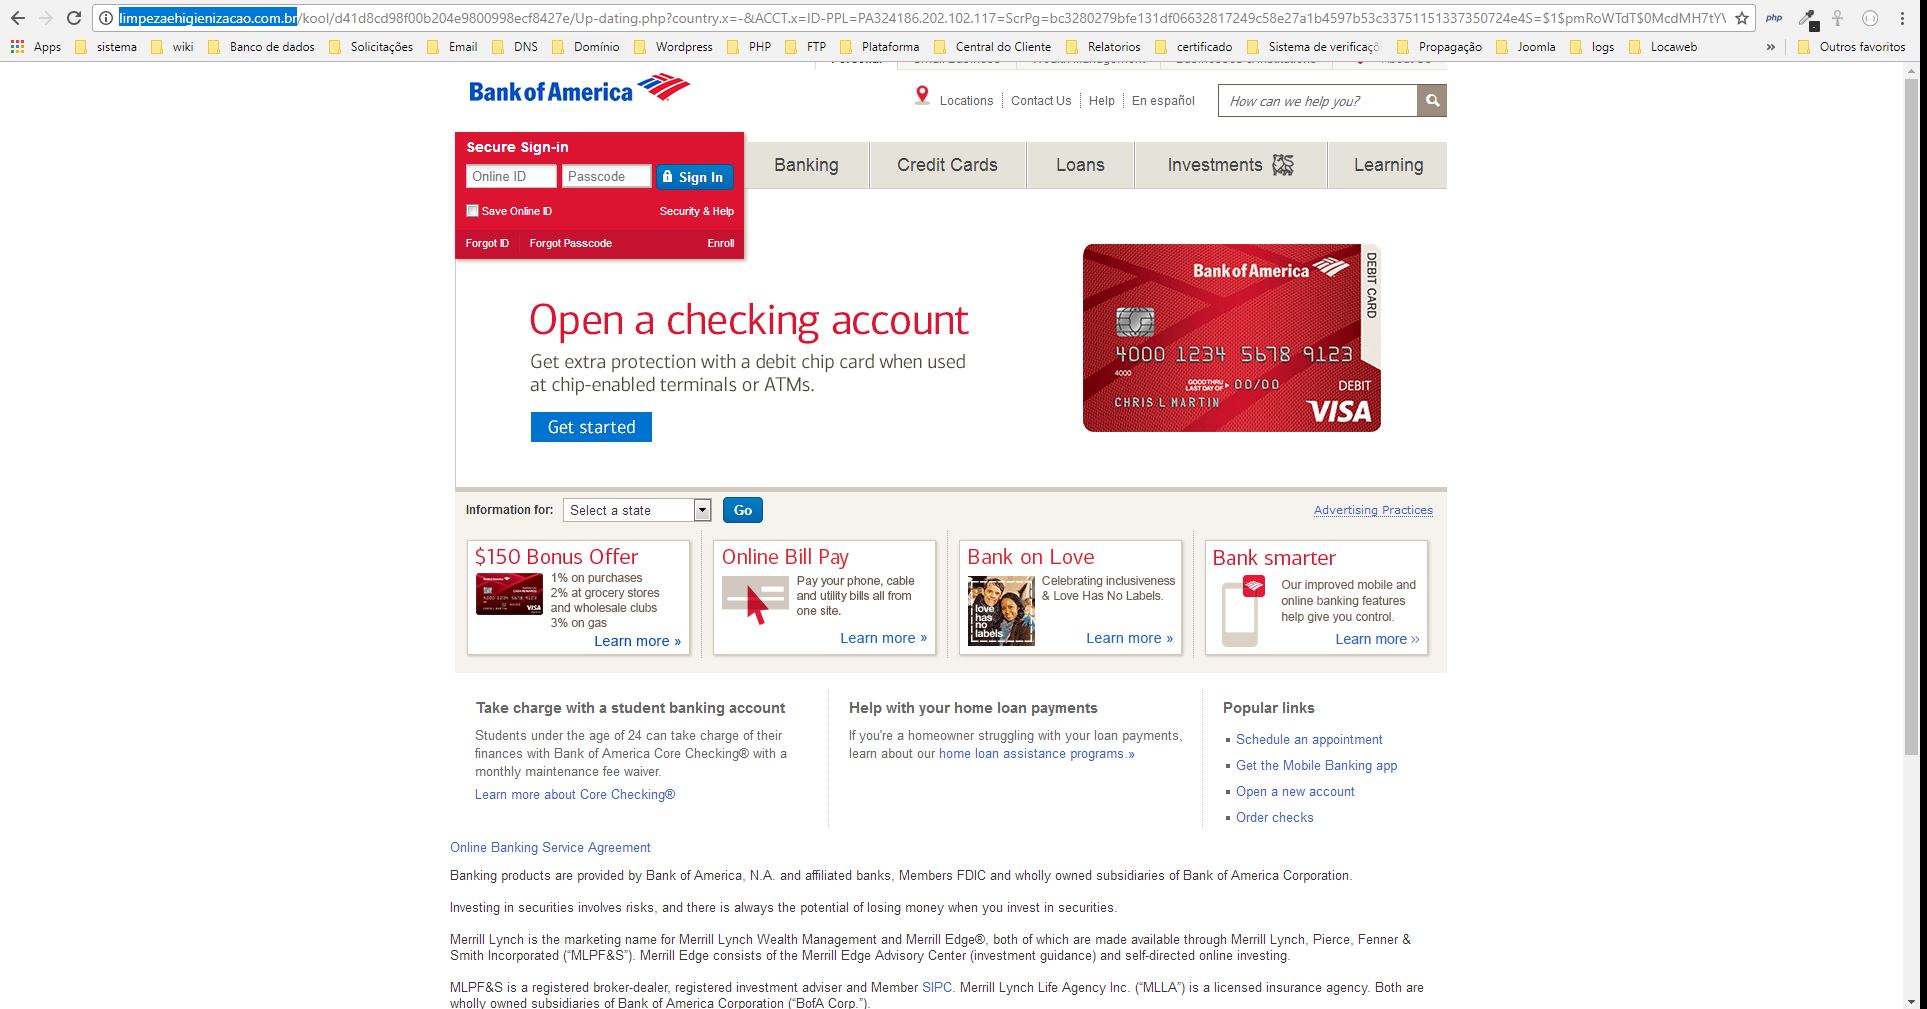 limpezaehigienizacao.com.br/kool/d41d8cd98f00b204e9800998ecf8427e/Up-dating.php?country.x=-&ACCT.x=ID-PPL=PA324186.202.102.117=ScrPg=bc3280279bfe131df06632817249c58e27a1b4597b53c33751151337350724e4S=$1$pmRoWTdT$0McdMH7tY
php
Apps sistema wiki Banco de dados Solicitações Email DNS Domínio Wordpress PHP FTP Plataforma Central do Cliente Relatorios certificado Sistema de verificaçã Propagação Joomla logs Locaweb » Outros favoritos
Bank of America
Locations Contact Us Help En español How can we help you?
Secure Sign-in
Online ID Passcode Sign In
Save Online ID Security & Help
Forgot ID Forgot Passcode Enroll
Banking Credit Cards Loans Investments Learning
Open a checking account
Get extra protection with a debit chip card when used
at chip-enabled terminals or ATMs.
Get started
Bank of America
DEBIT CARD
4000 1234 5678 9123
4000
GOOD THRU
LAST DAY OF 00/00
DEBIT
CHRIS L MARTIN
VISA
Information for: Select a state Go Advertising Practices
$150 Bonus Offer
1% on purchases
2% at grocery stores
and wholesale clubs
3% on gas
Learn more »
Online Bill Pay
Pay your phone, cable
and utility bills all from
one site.
Learn more »
Bank on Love
love
has
no
labels
Celebrating inclusiveness
& Love Has No Labels.
Learn more »
Bank smarter
Our improved mobile and
online banking features
help give you control.
Learn more »
Take charge with a student banking account
Students under the age of 24 can take charge of their
finances with Bank of America Core Checking® with a
monthly maintenance fee waiver.
Learn more about Core Checking®
Help with your home loan payments
If you're a homeowner struggling with your loan payments,
learn about our home loan assistance programs.»
Popular links
Schedule an appointment
Get the Mobile Banking app
Open a new account
Order checks
Online Banking Service Agreement
Banking products are provided by Bank of America, N.A. and affiliated banks, Members FDIC and wholly owned subsidiaries of Bank of America Corporation.
Investing in securities involves risks, and there is always the potential of losing money when you invest in securities.
Merrill Lynch is the marketing name for Merrill Lynch Wealth Management and Merrill Edge®, both of which are made available through Merrill Lynch, Pierce, Fenner &
Smith Incorporated (“MLPF&S”). Merrill Edge consists of the Merrill Edge Advisory Center (investment guidance) and self-directed online investing.
MLPF&S is a registered broker-dealer, registered investment adviser and Member SIPC. Merrill Lynch Life Agency Inc. (“MLLA”) is a licensed insurance agency. Both are
wholly owned subsidiaries of Bank of America Corporation (“BofA Corp.”).